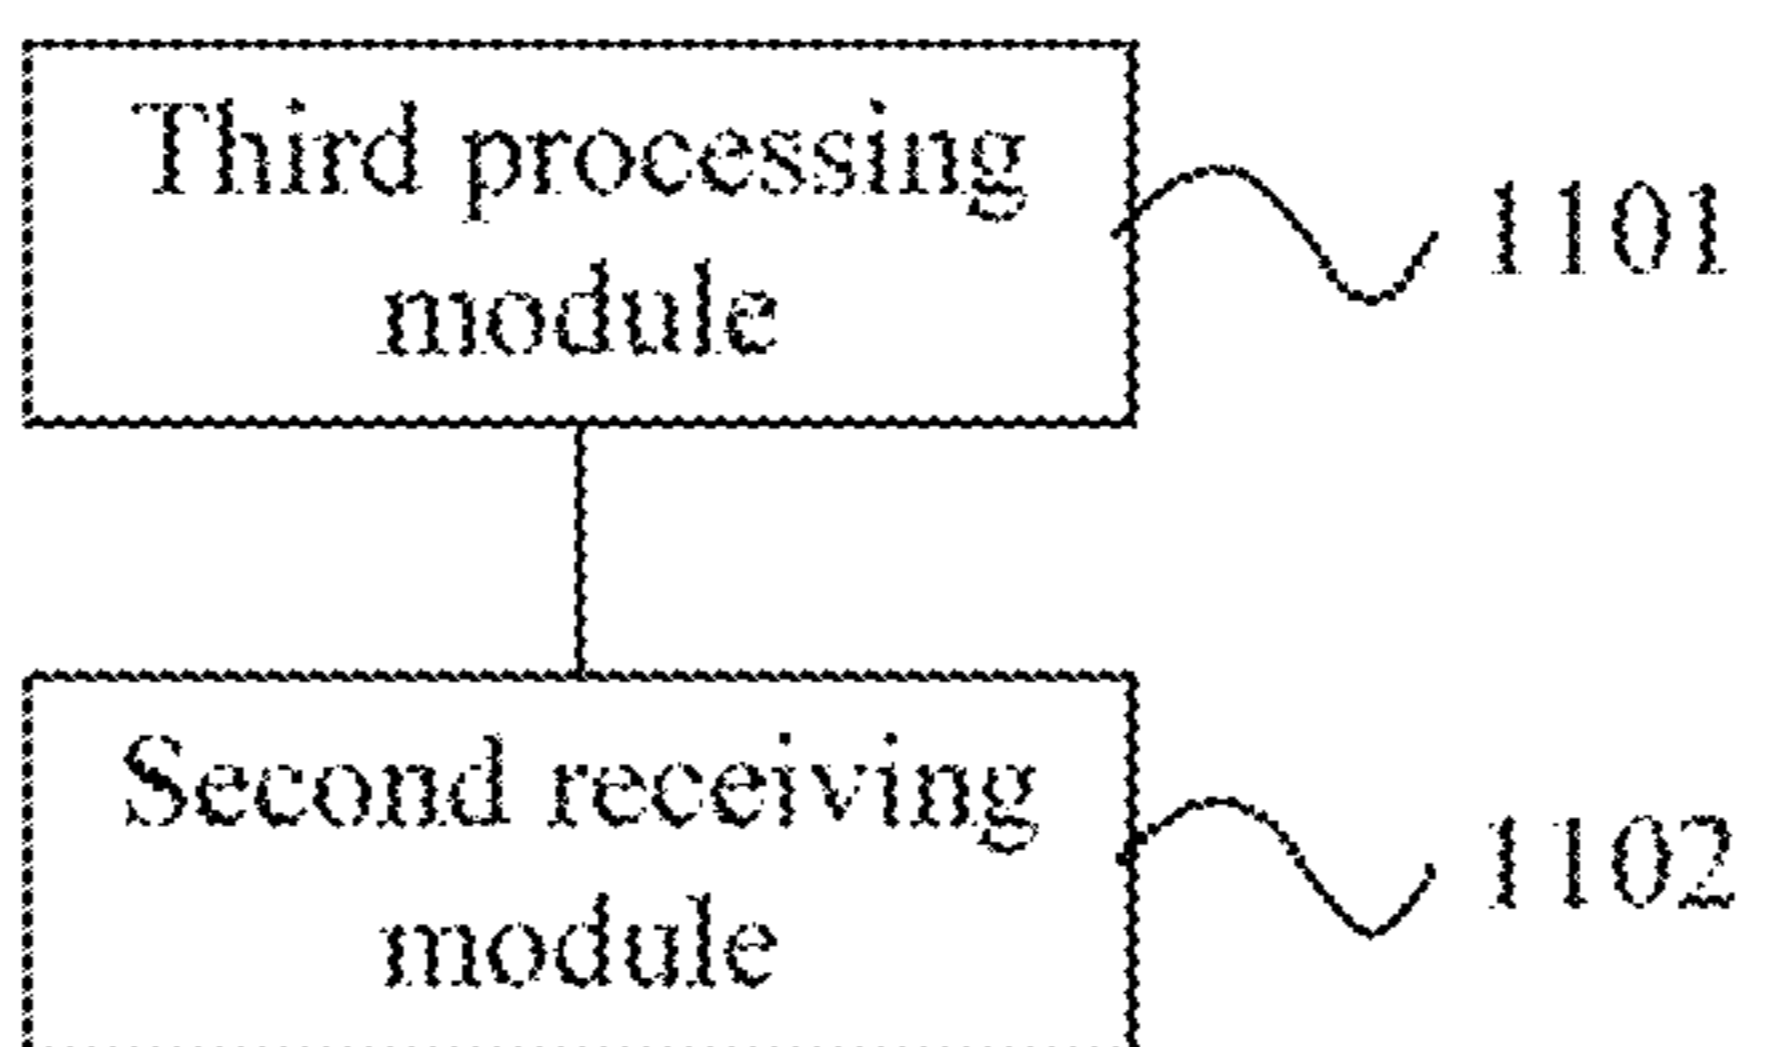 Third processing
module
1101
Second receiving
module
1102